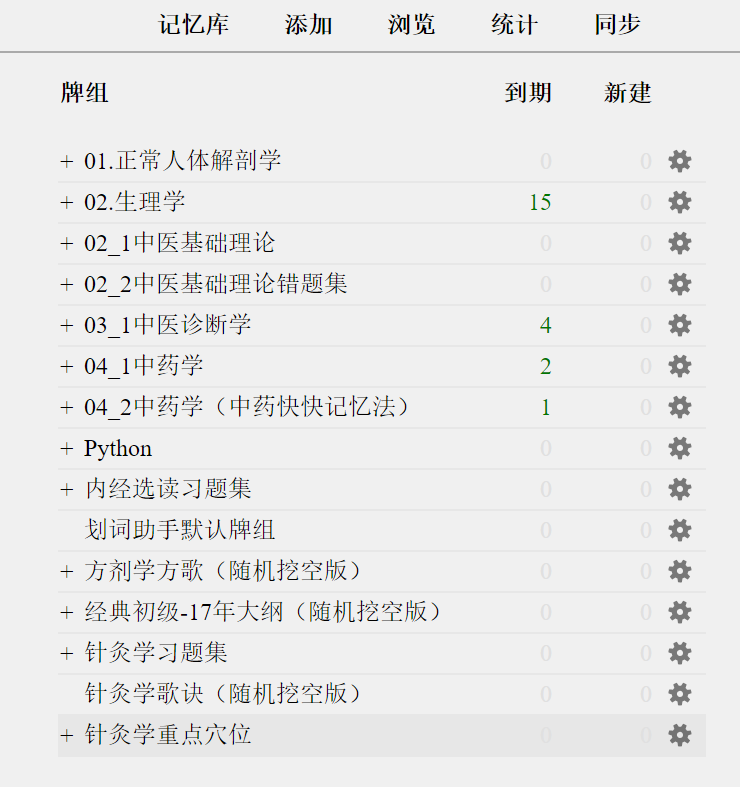 记忆库 添加 浏览 统计 同步
牌组 到期 新建
+ 01.正常人体解剖学 0 0
+ 02.生理学 15 0
+ 02_1中医基础理论 0 0
+ 02_2中医基础理论错题集 0 0
+ 03_1中医诊断学 4 0
+ 04_1中药学 2 0
+ 04_2中药学（中药快快记忆法） 1 0
+ Python 0 0
+ 内经选读习题集 0 0
划词助手默认牌组 0 0
+ 方剂学方歌（随机挖空版） 0 0
+ 经典初级-17年大纲（随机挖空版） 0 0
+ 针灸学习题集 0 0
针灸学歌诀（随机挖空版） 0 0
+ 针灸学重点穴位 0 0